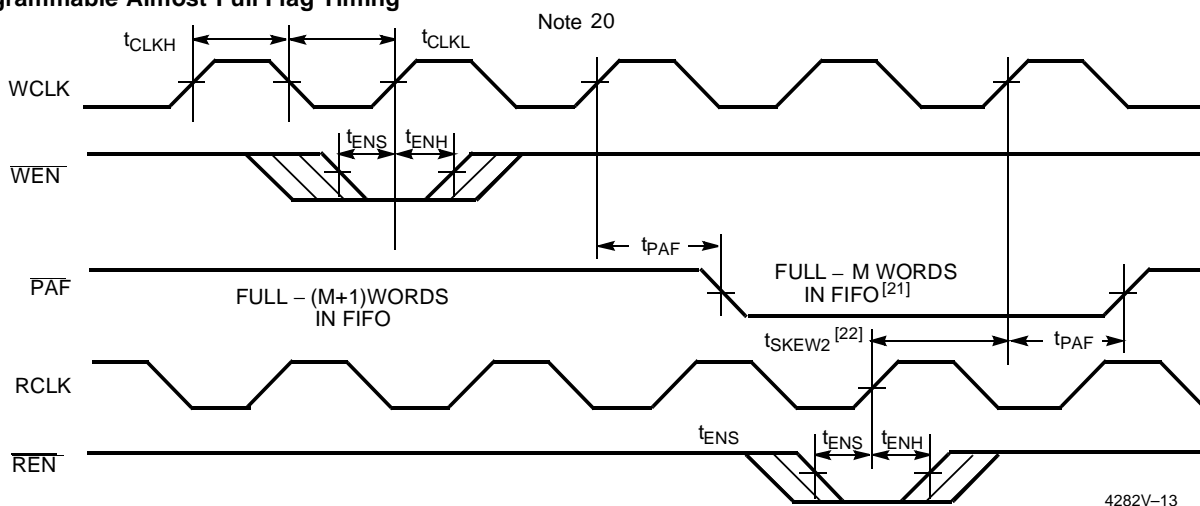 grammable Almost Full Flag Timing
Note 20
tCLKH
tCLKL
WCLK
tENS
tENH
WEN
tPAF
PAF
FULL – (M+1)WORDS
IN FIFO
FULL – M WORDS
IN FIFO[21]
tSKEW2 [22]
tPAF
RCLK
tENS
tENS
tENH
REN
4282V–13